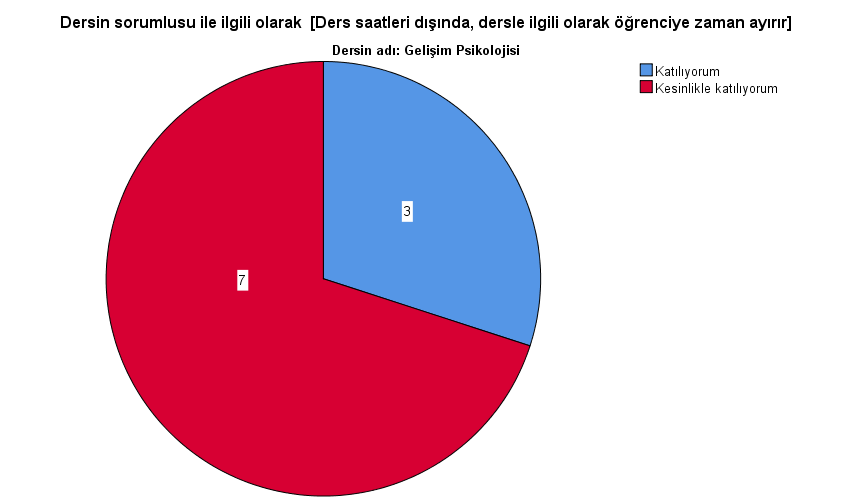 Dersin sorumlusu ile ilgili olarak  [Ders saatleri dışında, dersle ilgili olarak öğrenciye zaman ayırır]
Dersin adı: Gelişim Psikolojisi
Katılıyorum
Kesinlikle katılıyorum
3
7